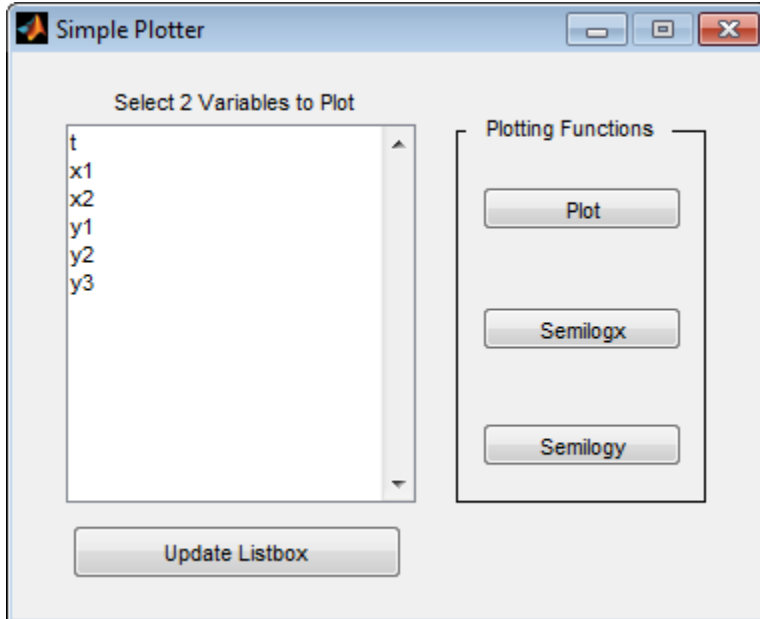 Simple Plotter
Select 2 Variables to Plot
t
x1
x2
y1
y2
y3
Update Listbox
Plotting Functions
Plot
Semilogx
Semilogy